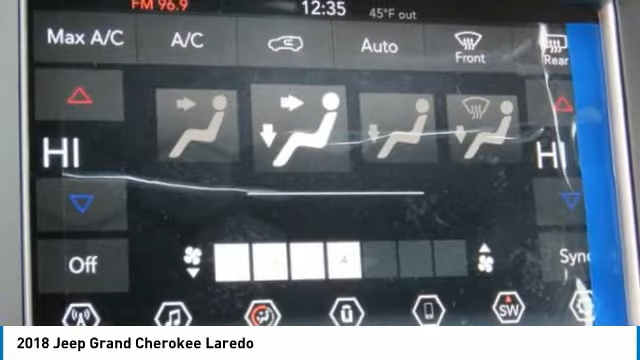 FM 96.9 12:35 45°F out
Max A/C A/C Auto Front Rear
HI HI
Off 4 Sync
SW
2018 Jeep Grand Cherokee Laredo